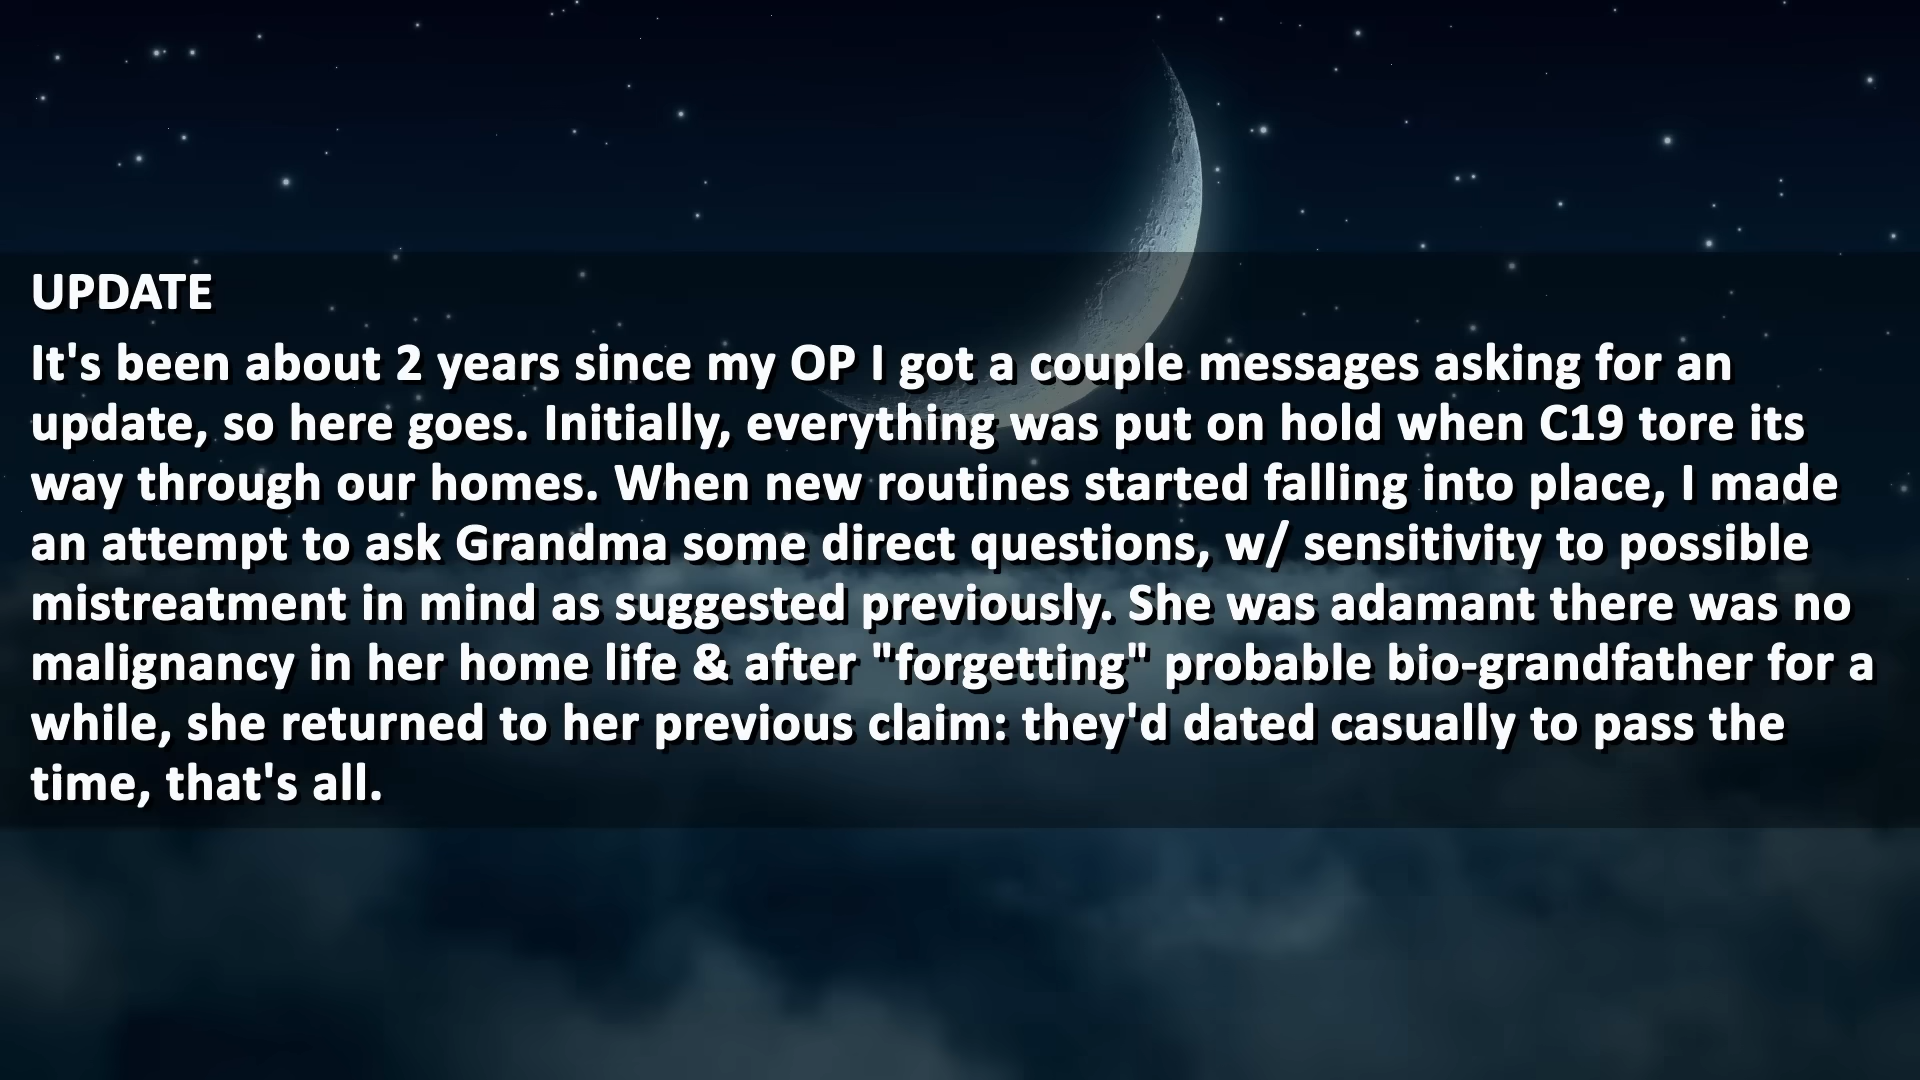 UPDATE
It's been about 2 years since my OP I got a couple messages asking for an
update, so here goes. Initially, everything was put on hold when C19 tore its
way through our homes. When new routines started falling into place, I made
an attempt to ask Grandma some direct questions, w/ sensitivity to possible
mistreatment in mind as suggested previously. She was adamant there was no
malignancy in her home life & after "forgetting" probable bio-grandfather for a
while, she returned to her previous claim: they'd dated casually to pass the
time, that's all.